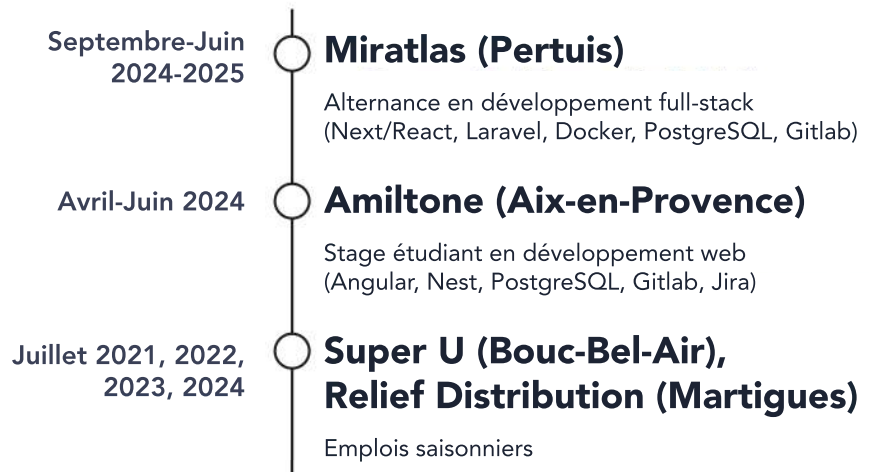 Septembre-Juin
2024-2025
Miratlas (Pertuis)
Alternance en développement full-stack
(Next/React, Laravel, Docker, PostgreSQL, Gitlab)
Avril-Juin 2024
Amiltone (Aix-en-Provence)
Stage étudiant en développement web
(Angular, Nest, PostgreSQL, Gitlab, Jira)
Juillet 2021, 2022,
2023, 2024
Super U (Bouc-Bel-Air),
Relief Distribution (Martigues)
Emplois saisonniers